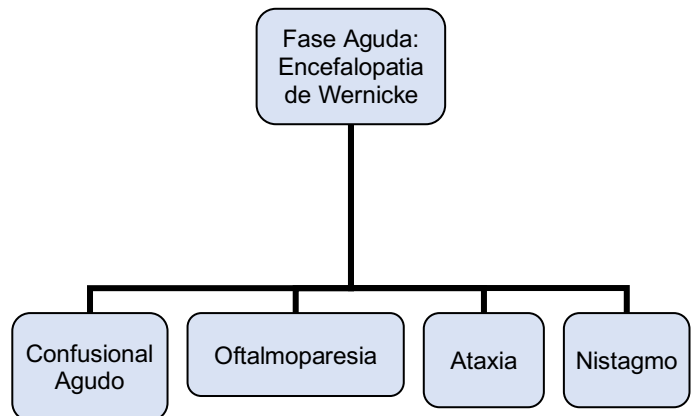 Fase Aguda:
Encefalopatia
de Wernicke
Confusional
Agudo
Oftalmoparesia
Ataxia
Nistagmo